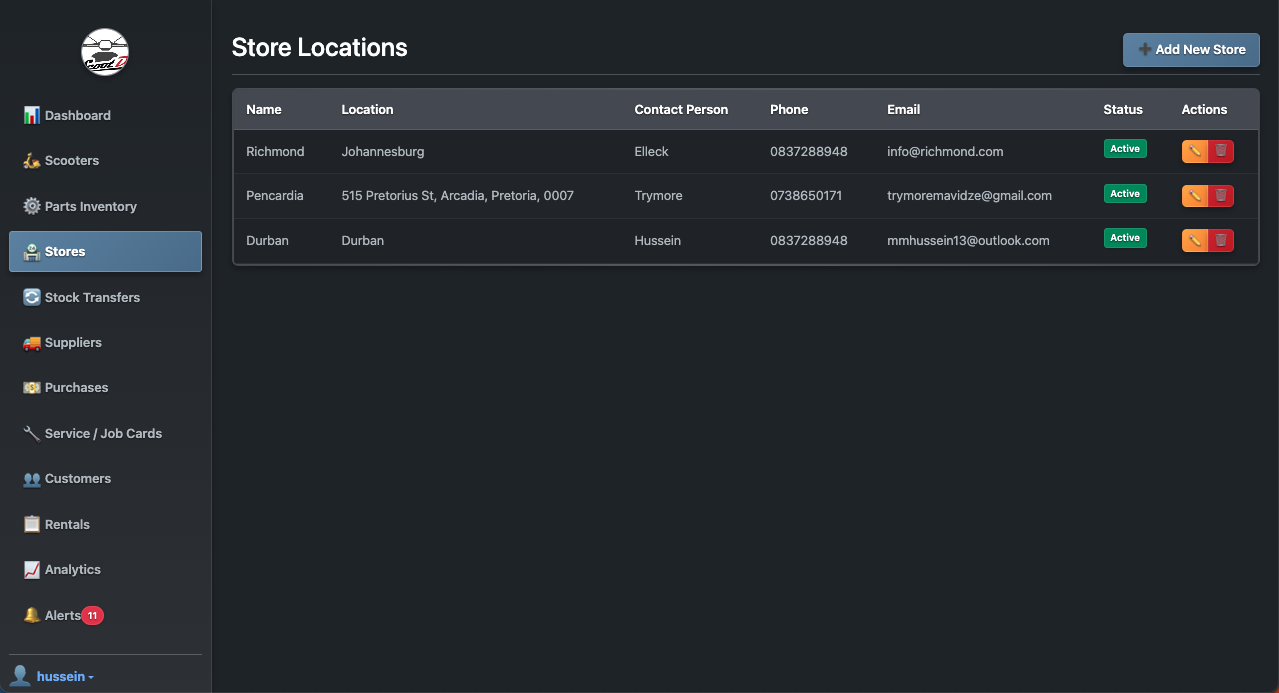 Scoot D
Dashboard
Scooters
Parts Inventory
Stores
Stock Transfers
Suppliers
Purchases
Service / Job Cards
Customers
Rentals
Analytics
Alerts 11
hussein
Store Locations
Add New Store
Name Location Contact Person Phone Email Status Actions
Richmond Johannesburg Elleck 0837288948 info@richmond.com Active
Pencardia 515 Pretorius St, Arcadia, Pretoria, 0007 Trymore 0738650171 trymoremavidze@gmail.com Active
Durban Durban Hussein 0837288948 mmhussein13@outlook.com Active